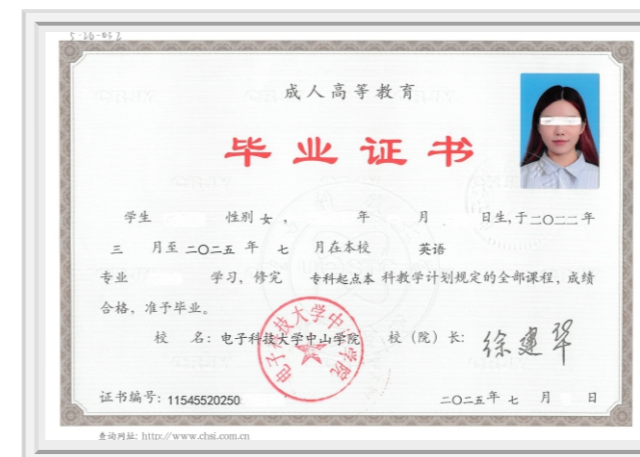 5-26-052
成人高等教育
毕业证书
学生 性别 女 ， 年 月 日生，于二〇二二年
三 月至 二〇二五 年 七 月在本校 英语
专业 学习，修完 专科起点本 科教学计划规定的全部课程，成绩
合格，准予毕业。
校 名：电子科技大学中山学院 校（院）长： 徐建华
电子科技大学中山学院
证书编号：11545520250 二〇二五年 七 月 日
查询网址：http://www.chsi.com.cn